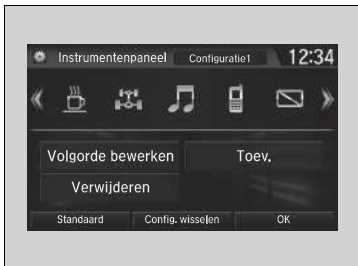 Instrumentenpaneel Configuratie1 12:34
Volgorde bewerken Toev.
Verwijderen
Standaard Config. wisselen OK